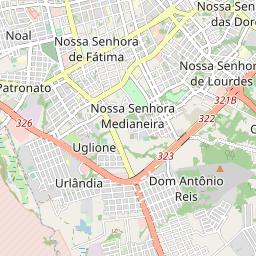 Nossa Senhora
das Dores
Noal
Nossa Senhora
de Fátima
Nossa Senhora
de Lourdes
Patronato
321B
Nossa Senhora
Medianeira
326
322
Uglione
323
Urlândia
Dom Antônio
Reis